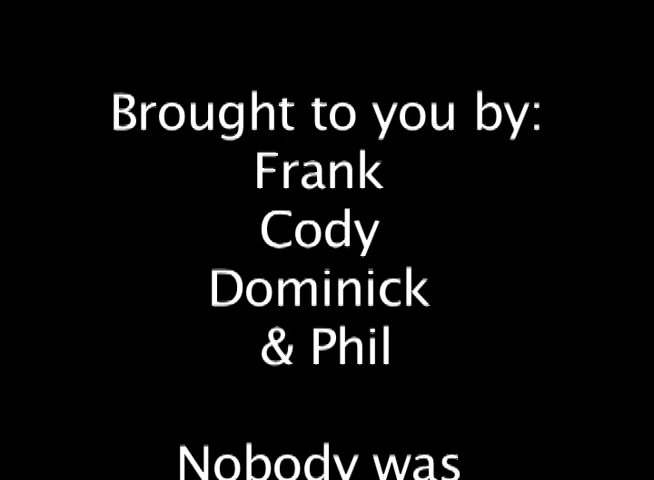 Brought to you by:
Frank
Cody
Dominick
& Phil
Nobody was